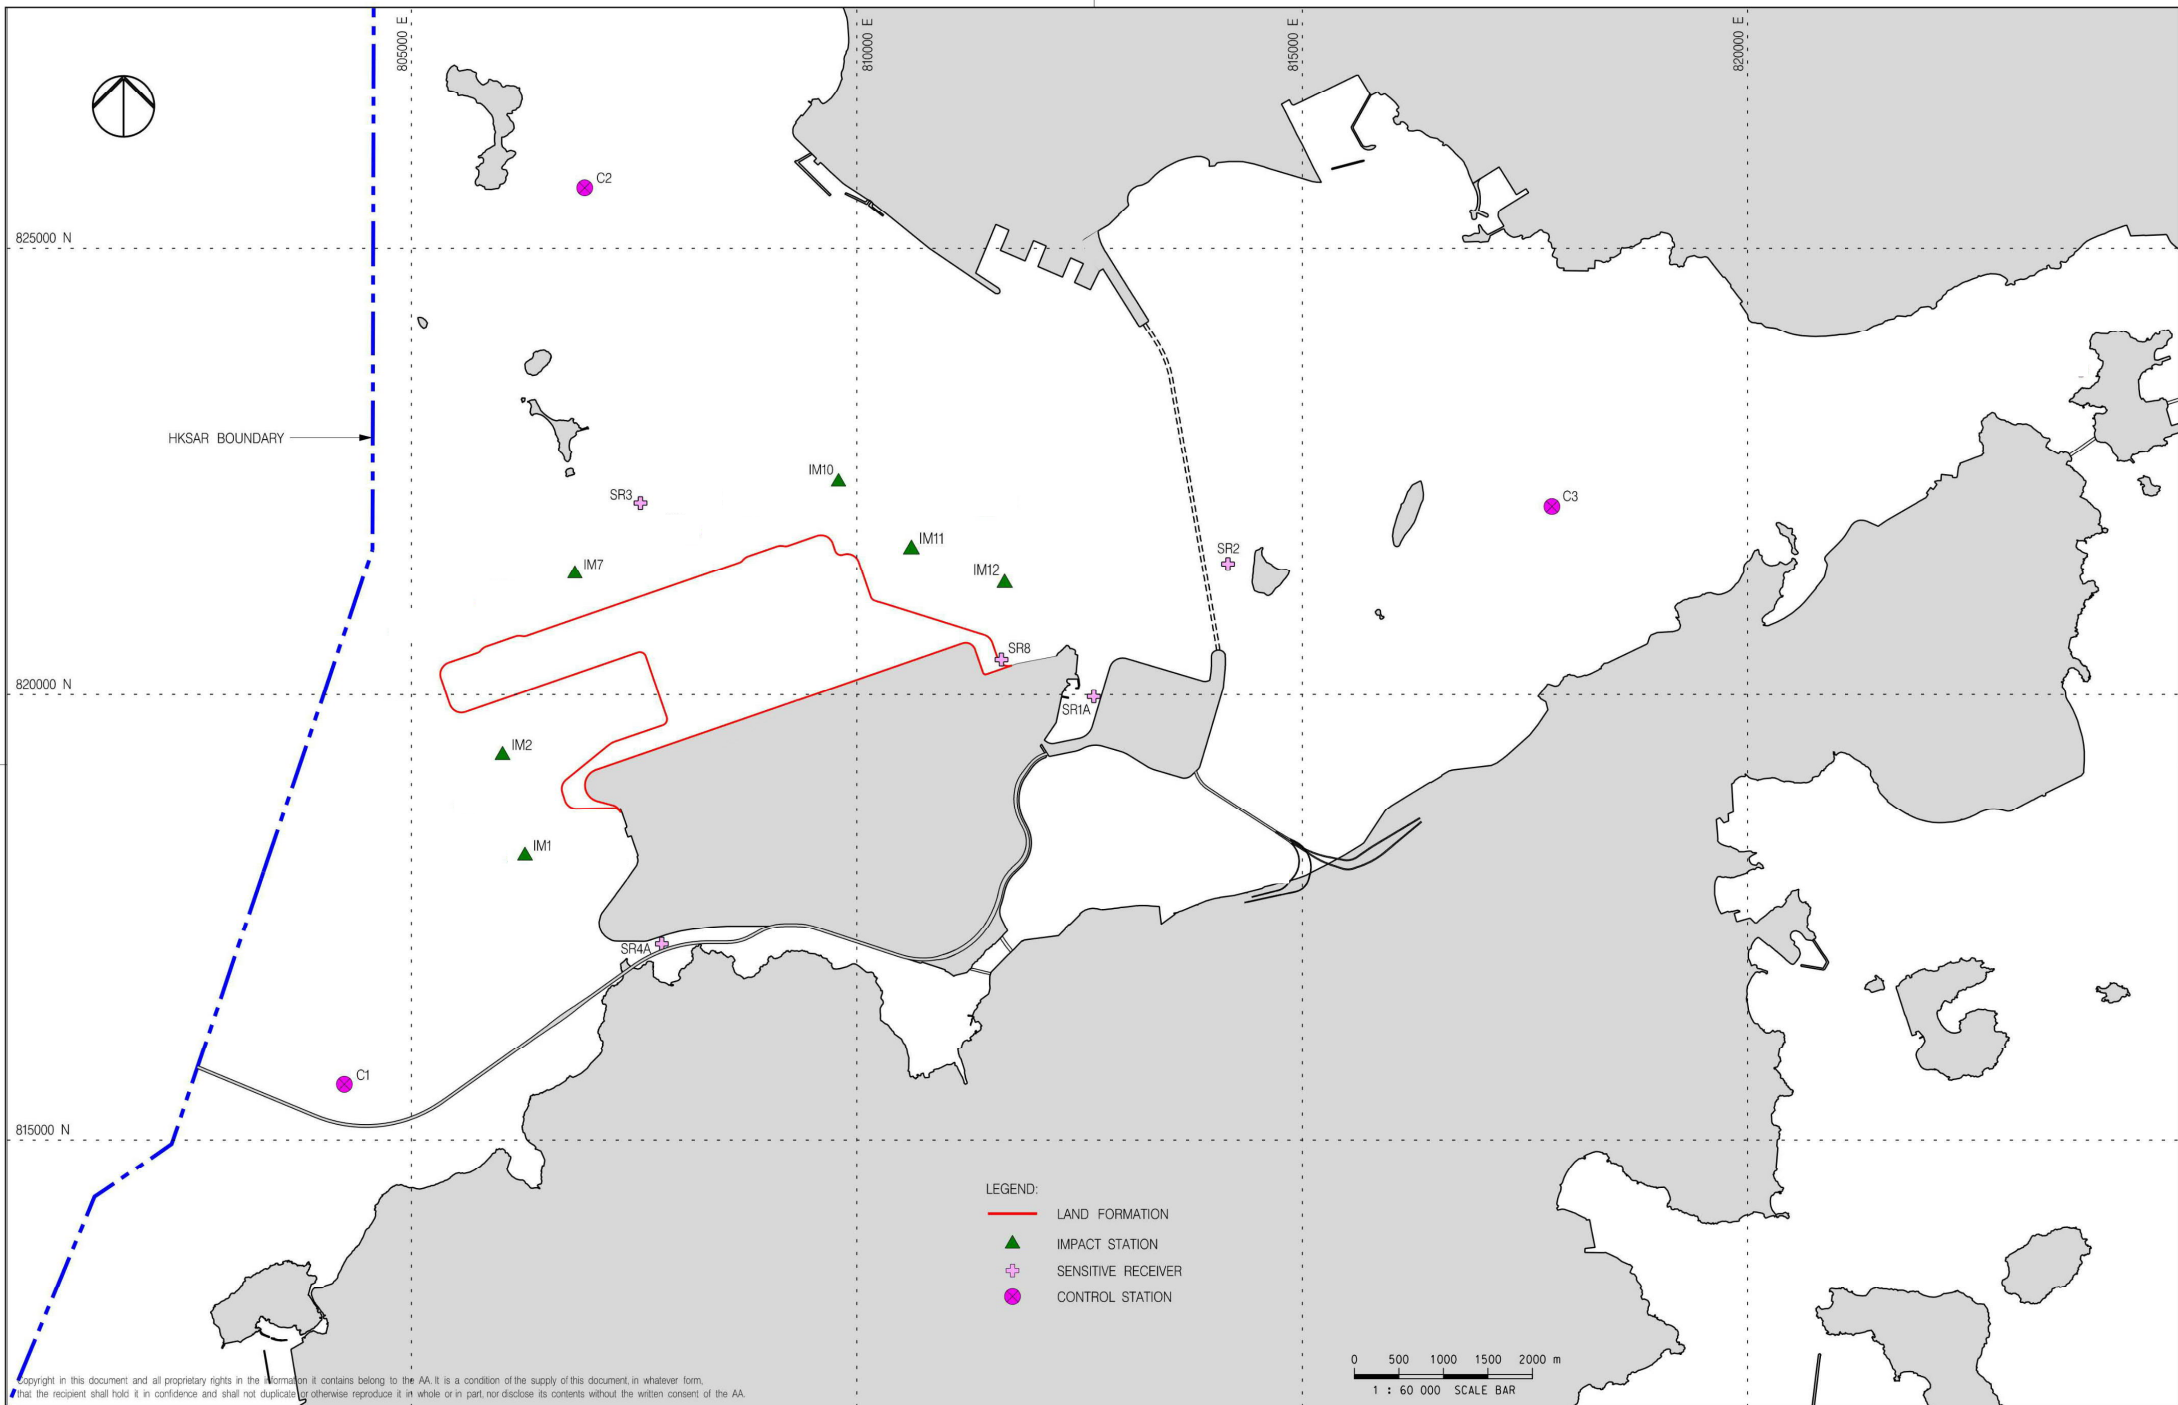 805000 E
810000 E
815000 E
820000 E
C2
825000 N
HKSAR BOUNDARY
IM10
SR3
C3
IM11
SR2
IM7
IM12
SR8
820000 N
SR1A
IM2
IM1
SR4A
C1
815000 N
LEGEND:
LAND FORMATION
IMPACT STATION
SENSITIVE RECEIVER
CONTROL STATION
0 500 1000 1500 2000 m
1 : 60 000 SCALE BAR
Copyright in this document and all proprietary rights in the information it contains belong to the AA. It is a condition of the supply of this document, in whatever form,
that the recipient shall hold it in confidence and shall not duplicate or otherwise reproduce it in whole or in part, nor disclose its contents without the written consent of the AA.